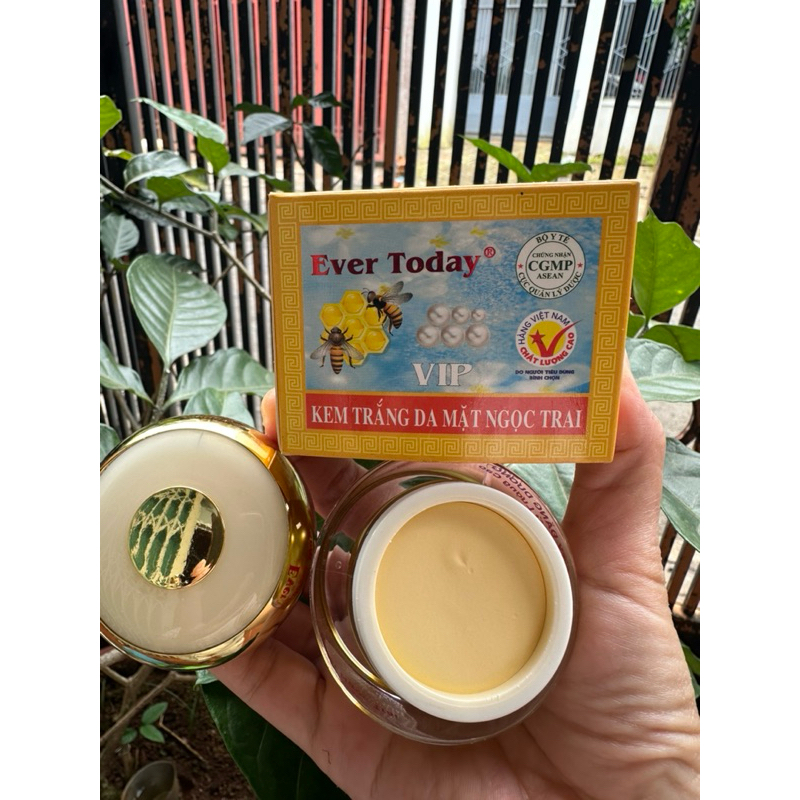 Ever Today®
BỘ Y TẾ
CHỨNG NHẬN
CGMP
ASEAN
CỤC QUẢN LÝ DƯỢC
HÀNG VIỆT NAM
CHẤT LƯỢNG CAO
DO NGƯỜI TIÊU DÙNG
BÌNH CHỌN
VIP
KEM TRẮNG DA MẶT NGỌC TRAI